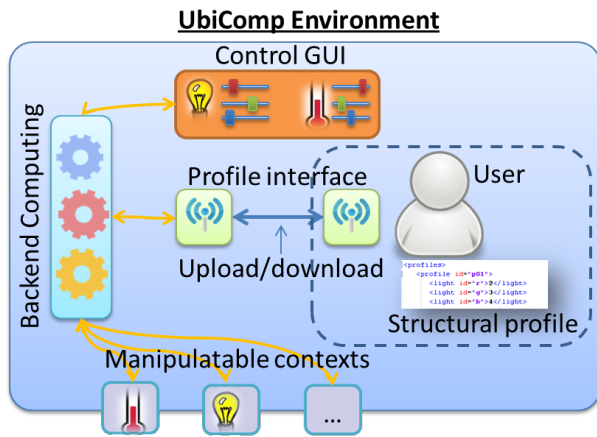 UbiComp Environment
Control GUI
Backend Computing
Profile interface
User
Upload/download
<profiles>
<profile id="p01">
<light id="r">2</light>
<light id="g">3</light>
<light id="b">4</light>
Structural profile
Manipulatable contexts
...